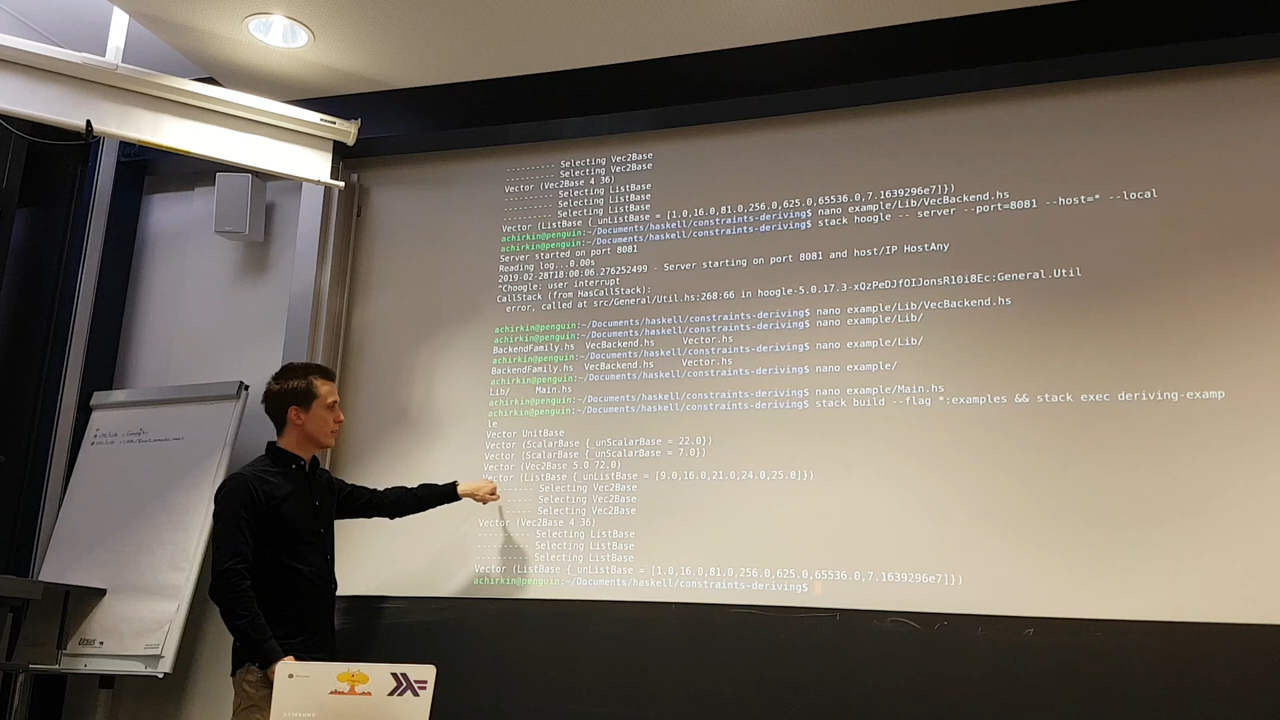 ---------- Selecting Vec2Base
---------- Selecting Vec2Base
Vector (Vec2Base 4 36)
---------- Selecting ListBase
---------- Selecting ListBase
---------- Selecting ListBase
Vector (ListBase {_unListBase = [1.0,16.0,81.0,256.0,625.0,65536.0,7.1639296e7]})
achirkin@penguin:~/Documents/haskell/constraints-deriving$ nano example/Lib/VecBackend.hs
achirkin@penguin:~/Documents/haskell/constraints-deriving$ stack hoogle -- server --port=8081 --host=* --local
Server started on port 8081
Reading log...0.00s
2019-02-28T18:00:06.276252499 - Server starting on port 8081 and host/IP HostAny
^Choogle: user interrupt
CallStack (from HasCallStack):
error, called at src/General/Util.hs:268:66 in hoogle-5.0.17.3-xQzPeDJfOIJonsR10i8Ec:General.Util
achirkin@penguin:~/Documents/haskell/constraints-deriving$ nano example/Lib/VecBackend.hs
achirkin@penguin:~/Documents/haskell/constraints-deriving$ nano example/Lib/
BackendFamily.hs VecBackend.hs Vector.hs
achirkin@penguin:~/Documents/haskell/constraints-deriving$ nano example/Lib/
BackendFamily.hs VecBackend.hs Vector.hs
achirkin@penguin:~/Documents/haskell/constraints-deriving$ nano example/
Lib/ Main.hs
achirkin@penguin:~/Documents/haskell/constraints-deriving$ nano example/Main.hs
achirkin@penguin:~/Documents/haskell/constraints-deriving$ stack build --flag *:examples && stack exec deriving-examp
le
Vector UnitBase
Vector (ScalarBase {_unScalarBase = 22.0})
Vector (ScalarBase {_unScalarBase = 7.0})
Vector (Vec2Base 5.0 72.0)
Vector (ListBase {_unListBase = [9.0,16.0,21.0,24.0,25.0]})
------- Selecting Vec2Base
----- Selecting Vec2Base
----- Selecting Vec2Base
Vector (Vec2Base 4 36)
---------- Selecting ListBase
---------- Selecting ListBase
---------- Selecting ListBase
Vector (ListBase {_unListBase = [1.0,16.0,81.0,256.0,625.0,65536.0,7.1639296e7]})
achirkin@penguin:~/Documents/haskell/constraints-deriving$
Ursus
SAMSUNG